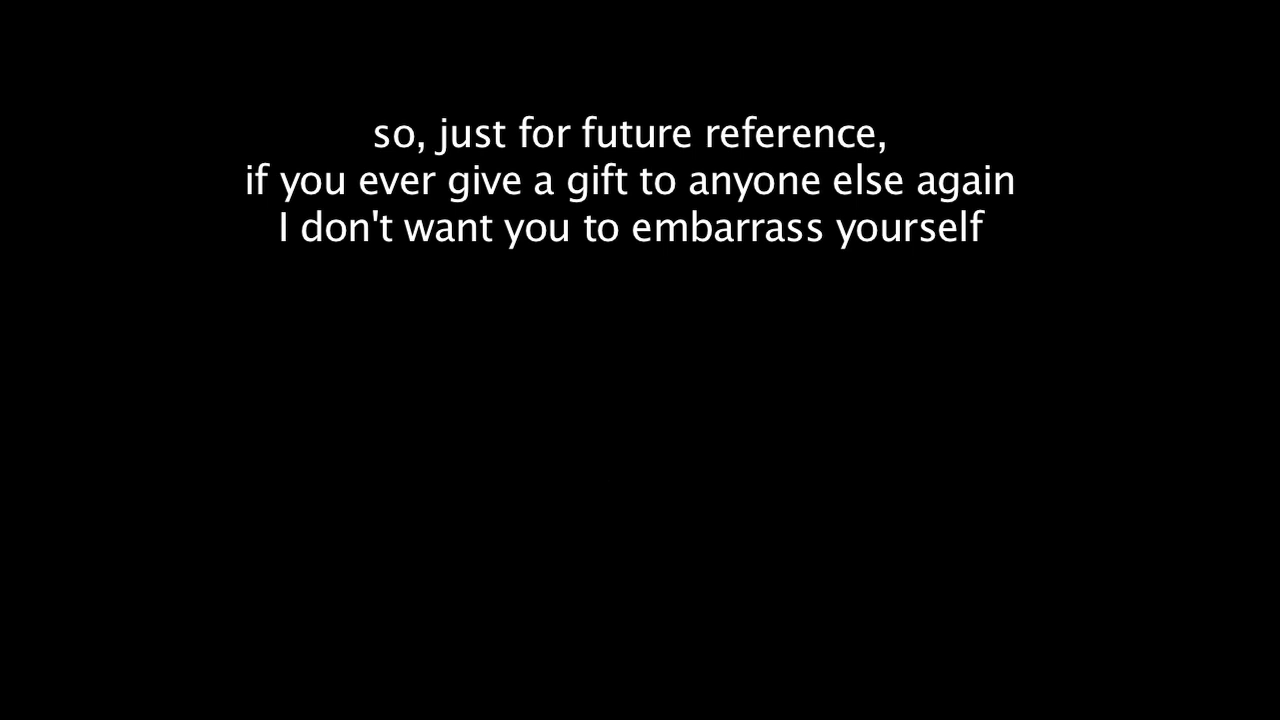 so, just for future reference,
if you ever give a gift to anyone else again
I don't want you to embarrass yourself